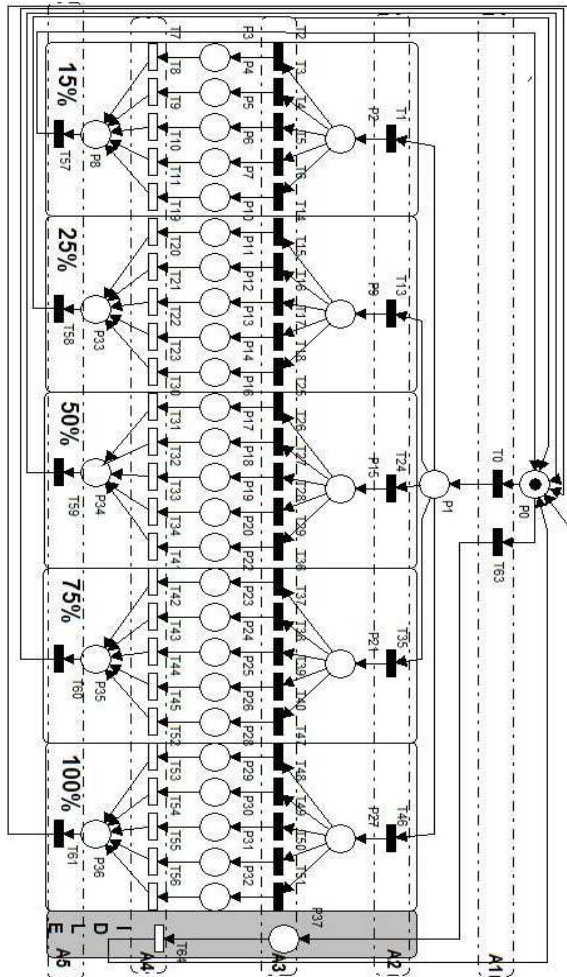 P0
T0 T63 A1
P1
T1 T13 T24 T35 T46 A2
P2 P9 P15 P21 P27
P37
T2 T3 T4 T5 T6 T14 T15 T16 T17 T18 T25 T26 T27 T28 T29 T36 T37 T38 T39 T40 T47 T48 T49 T50 T51 A3
P3 P4 P5 P6 P7 P10 P11 P12 P13 P14 P16 P17 P18 P19 P20 P22 P23 P24 P25 P26 P28 P29 P30 P31 P32
T7 T8 T9 T10 T11 T19 T20 T21 T22 T23 T30 T31 T32 T33 T34 T41 T42 T43 T44 T45 T52 T53 T54 T55 T56 T64 A4
I
D
L
E
P8 P33 P34 P35 P36
15% 25% 50% 75% 100%
T57 T58 T59 T60 T61 A5